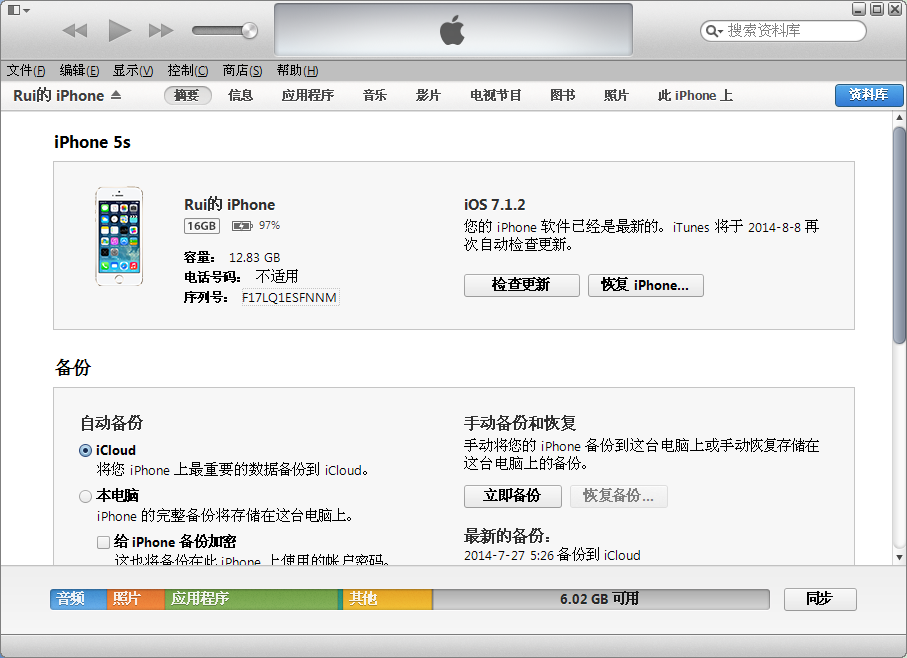 搜索资料库
文件(F) 编辑(E) 显示(V) 控制(C) 商店(S) 帮助(H)
Rui的 iPhone 摘要 信息 应用程序 音乐 影片 电视节目 图书 照片 此 iPhone 上 资料库
iPhone 5s
Rui的 iPhone
16GB 97%
容量： 12.83 GB
电话号码： 不适用
序列号： F17LQ1ESFNNM
iOS 7.1.2
您的 iPhone 软件已经是最新的。iTunes 将于 2014-8-8 再
次自动检查更新。
检查更新 恢复 iPhone...
备份
自动备份
iCloud
将您 iPhone 上最重要的数据备份到 iCloud。
本电脑
iPhone 的完整备份将存储在这台电脑上。
给 iPhone 备份加密
这也将备份在此 iPhone 上使用的帐户密码。
手动备份和恢复
手动将您的 iPhone 备份到这台电脑上或手动恢复存储在
这台电脑上的备份。
立即备份 恢复备份...
最新的备份：
2014-7-27 5:26 备份到 iCloud
音频 照片 应用程序 其他 6.02 GB 可用 同步